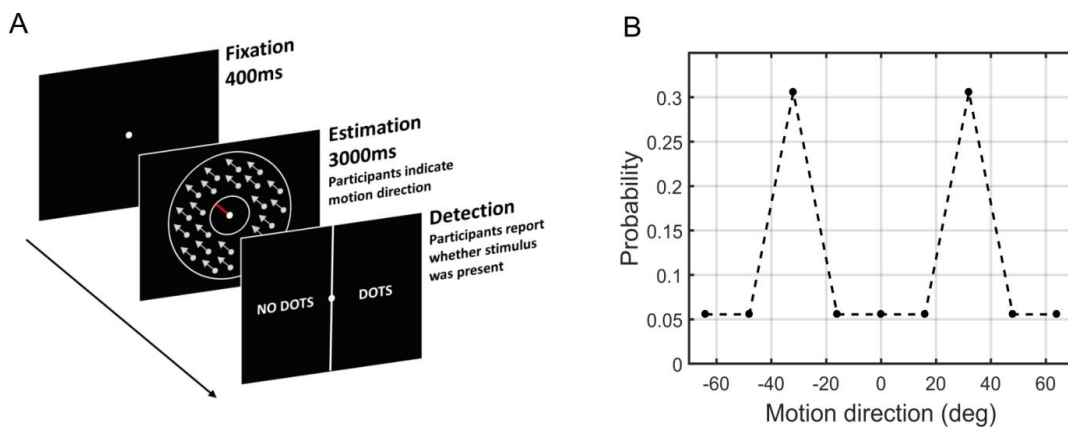 A
Fixation
400ms
Estimation
3000ms
Participants indicate
motion direction
Detection
Participants report
whether stimulus
was present
NO DOTS
DOTS
B
Probability
0.3
0.25
0.2
0.15
0.1
0.05
0
-60 -40 -20 0 20 40 60
Motion direction (deg)